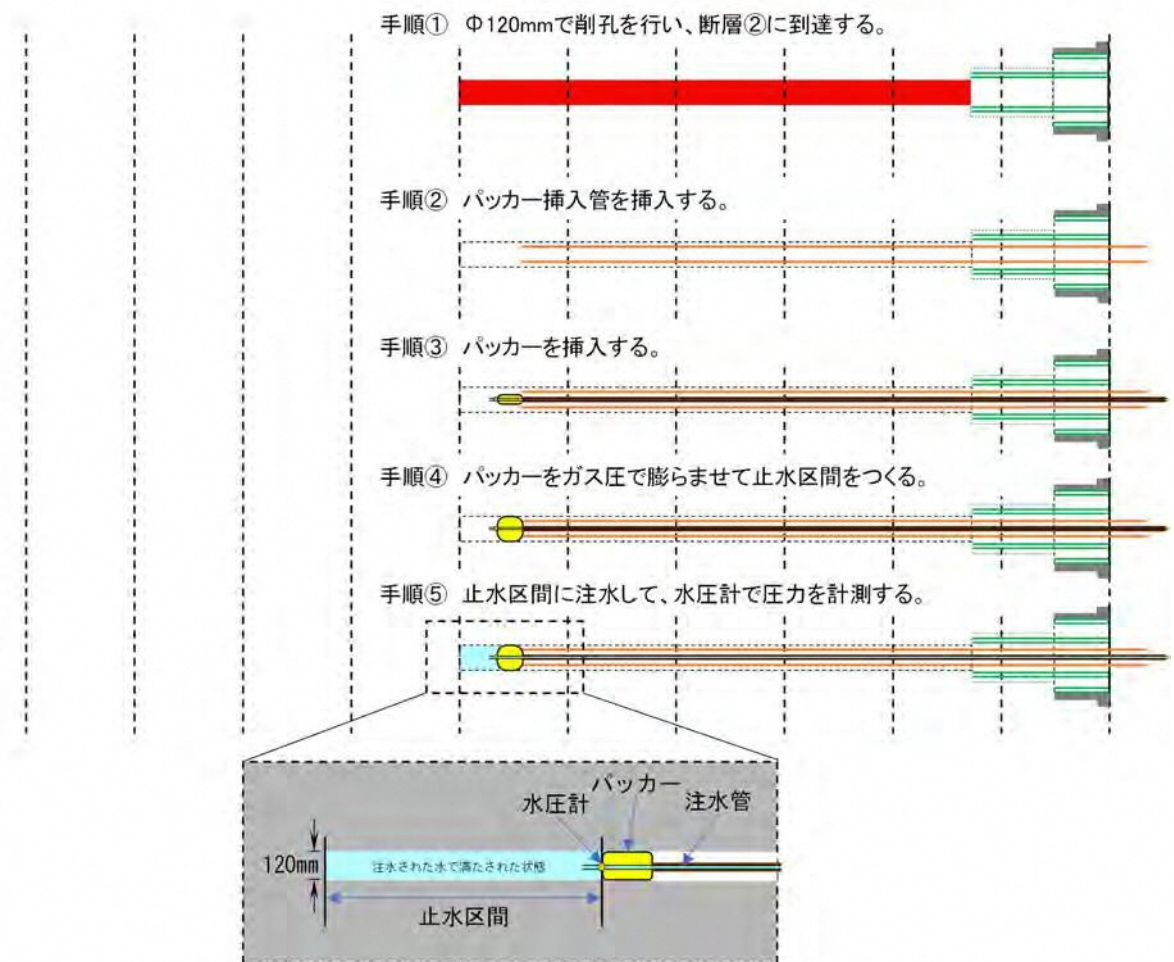 手順① Φ120mmで削孔を行い、断層②に到達する。
手順② パッカー挿入管を挿入する。
手順③ パッカーを挿入する。
手順④ パッカーをガス圧で膨らませて止水区間をつくる。
手順⑤ 止水区間に注水して、水圧計で圧力を計測する。
パッカー
水圧計
注水管
120mm
注水された水で満たされた状態
止水区間